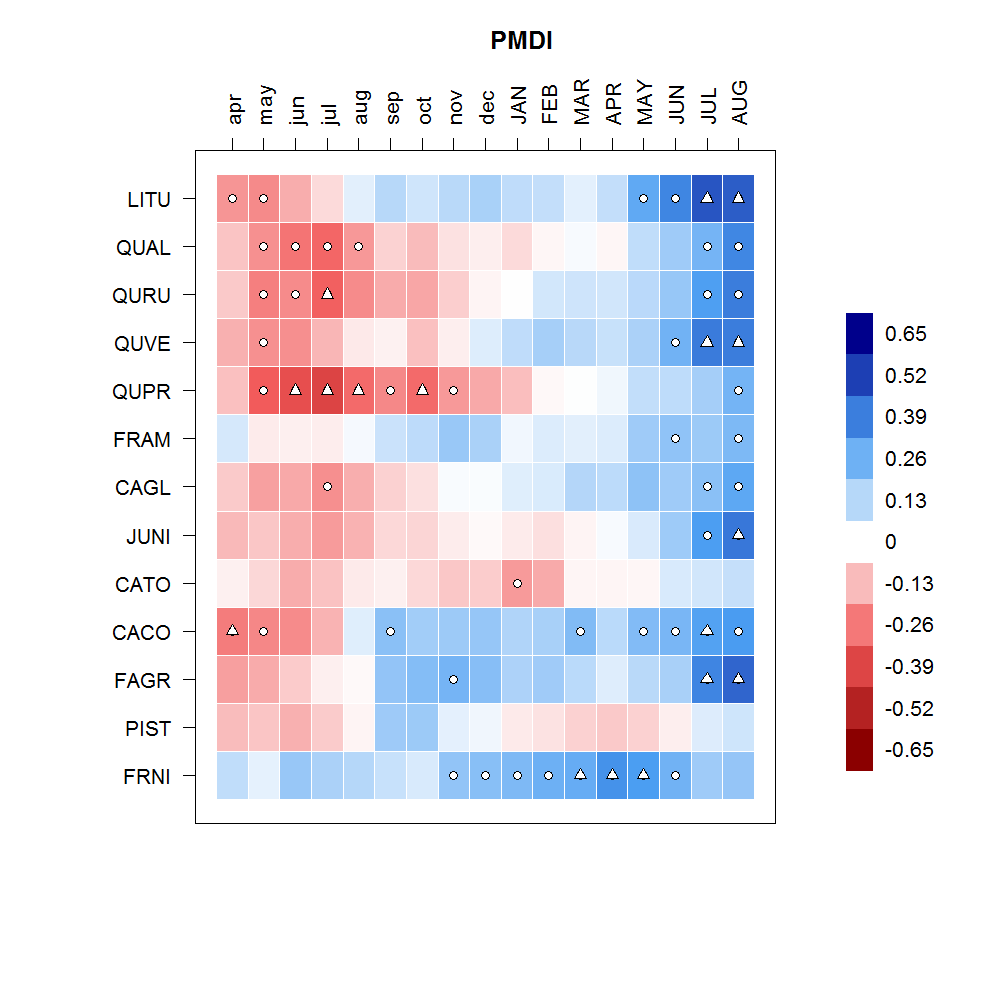 PMDI
apr may jun jul aug sep oct nov dec JAN FEB MAR APR MAY JUN JUL AUG
LITU
QUAL
QURU
QUVE
QUPR
FRAM
CAGL
JUNI
CATO
CACO
FAGR
PIST
FRNI
0.65
0.52
0.39
0.26
0.13
0
-0.13
-0.26
-0.39
-0.52
-0.65